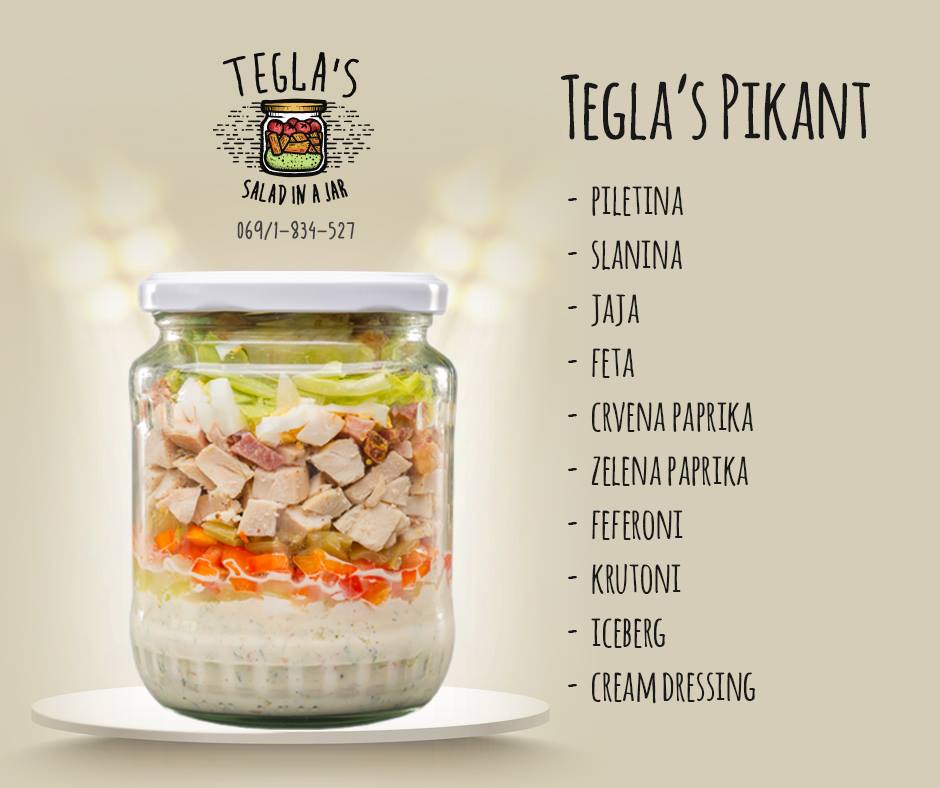 TEGLA'S
SALAD IN A JAR
069/1-834-527
TEGLA'S PIKANT
- PILETINA
- SLANINA
- JAJA
- FETA
- CRVENA PAPRIKA
- ZELENA PAPRIKA
- FEFERONI
- KRUTONI
- ICEBERG
- CREAM DRESSING